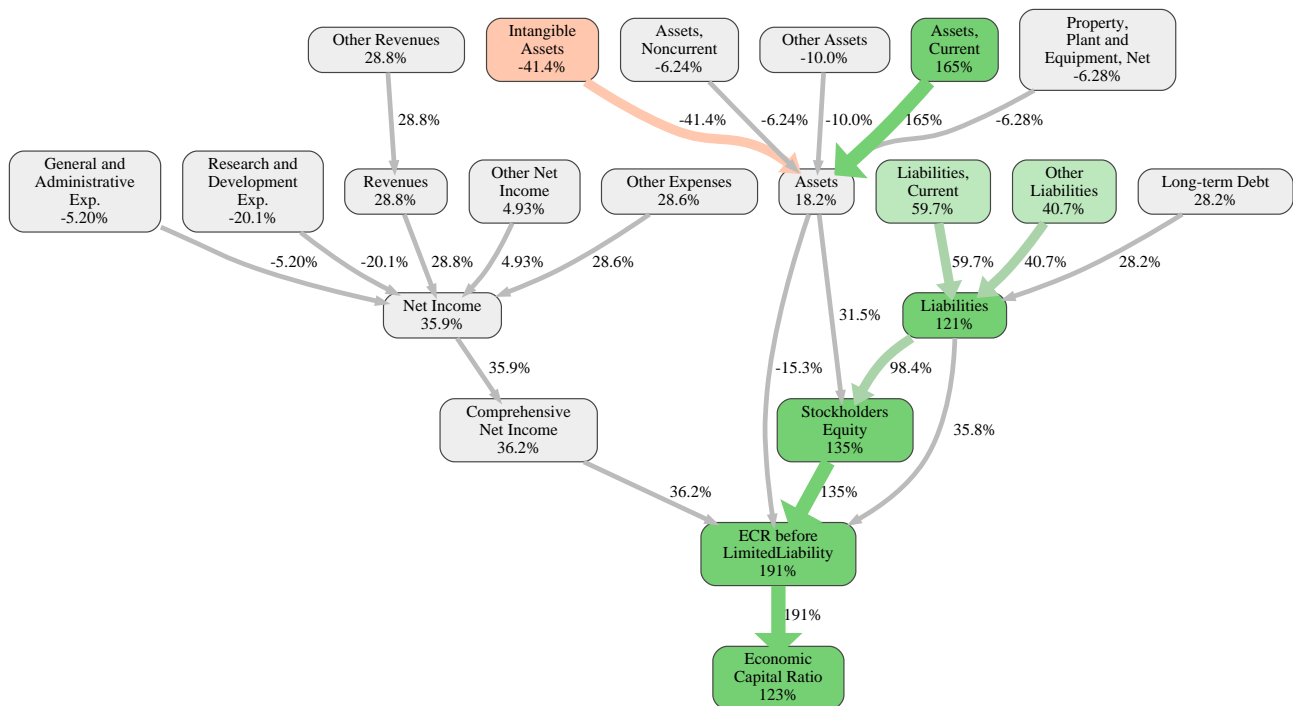 Other Revenues
28.8%
Intangible
Assets
-41.4%
Assets,
Noncurrent
-6.24%
Other Assets
-10.0%
Assets,
Current
165%
Property,
Plant and
Equipment, Net
-6.28%
28.8%
-41.4%
-6.24%
-10.0%
165%
-6.28%
General and
Administrative
Exp.
-5.20%
Research and
Development
Exp.
-20.1%
Revenues
28.8%
Other Net
Income
4.93%
Other Expenses
28.6%
Assets
18.2%
Liabilities,
Current
59.7%
Other
Liabilities
40.7%
Long-term Debt
28.2%
-5.20%
-20.1%
28.8%
4.93%
28.6%
59.7%
40.7%
28.2%
Net Income
35.9%
31.5%
Liabilities
121%
35.9%
-15.3%
98.4%
Comprehensive
Net Income
36.2%
Stockholders
Equity
135%
35.8%
36.2%
135%
ECR before
LimitedLiability
191%
191%
Economic
Capital Ratio
123%